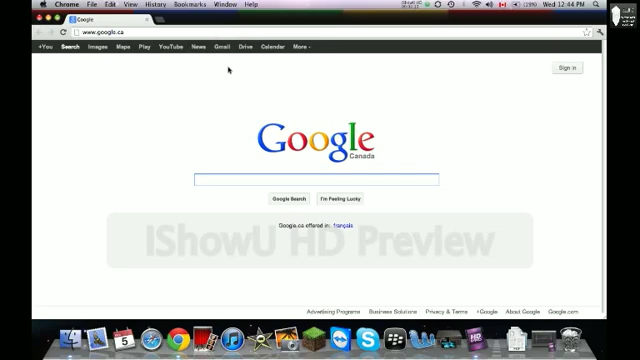 Chrome File Edit View History Bookmarks Window Help
Wed 12:44 PM
Google
www.google.ca
+You Search Images Maps Play YouTube News Gmail Drive Calendar More
Sign in
Google
Canada
Google Search I'm Feeling Lucky
Google.ca offered in: français
IShowU HD Preview
Advertising Programs Business Solutions Privacy & Terms +Google About Google Google.com
5
HD